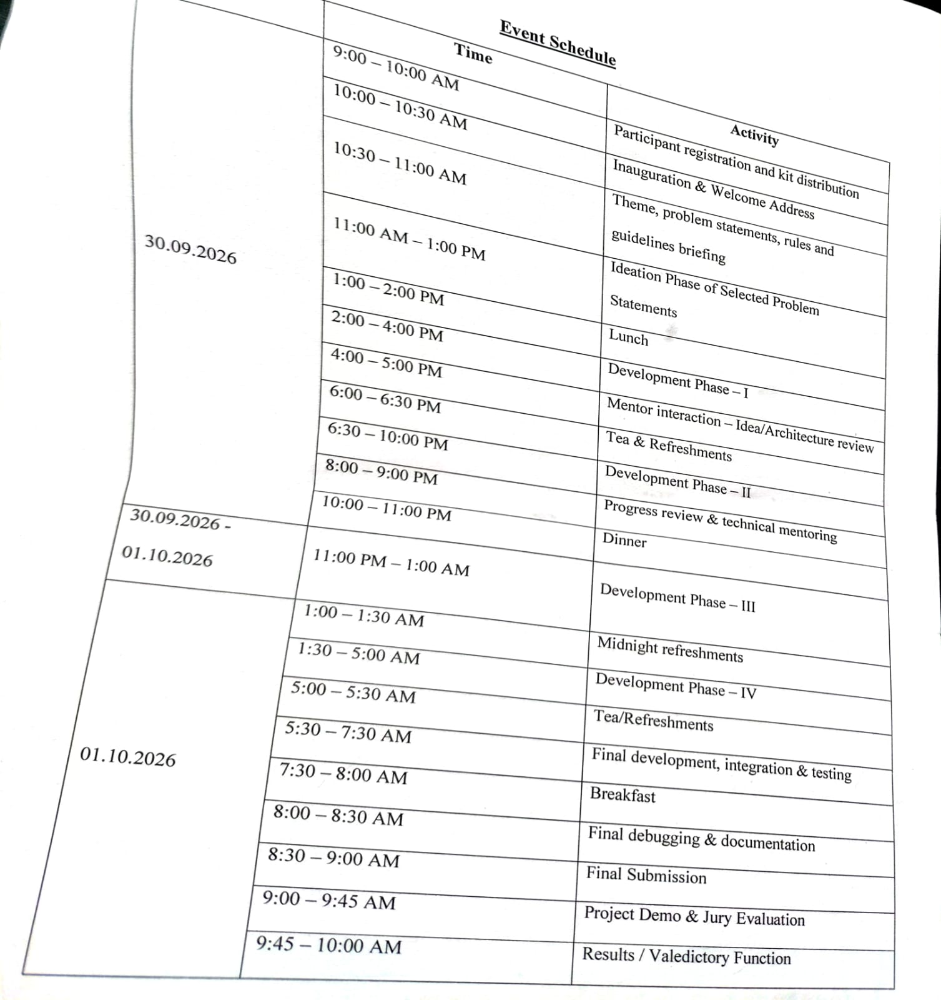 Event Schedule
Time
Activity
30.09.2026
9:00 – 10:00 AM
Participant registration and kit distribution
10:00 – 10:30 AM
Inauguration & Welcome Address
10:30 – 11:00 AM
Theme, problem statements, rules and
guidelines briefing
11:00 AM – 1:00 PM
Ideation Phase of Selected Problem
Statements
1:00 – 2:00 PM
Lunch
2:00 – 4:00 PM
Development Phase – I
4:00 – 5:00 PM
Mentor interaction – Idea/Architecture review
6:00 – 6:30 PM
Tea & Refreshments
6:30 – 10:00 PM
Development Phase – II
8:00 – 9:00 PM
Progress review & technical mentoring
10:00 – 11:00 PM
Dinner
30.09.2026 -
01.10.2026
11:00 PM – 1:00 AM
Development Phase – III
01.10.2026
1:00 – 1:30 AM
Midnight refreshments
1:30 – 5:00 AM
Development Phase – IV
5:00 – 5:30 AM
Tea/Refreshments
5:30 – 7:30 AM
Final development, integration & testing
7:30 – 8:00 AM
Breakfast
8:00 – 8:30 AM
Final debugging & documentation
8:30 – 9:00 AM
Final Submission
9:00 – 9:45 AM
Project Demo & Jury Evaluation
9:45 – 10:00 AM
Results / Valedictory Function